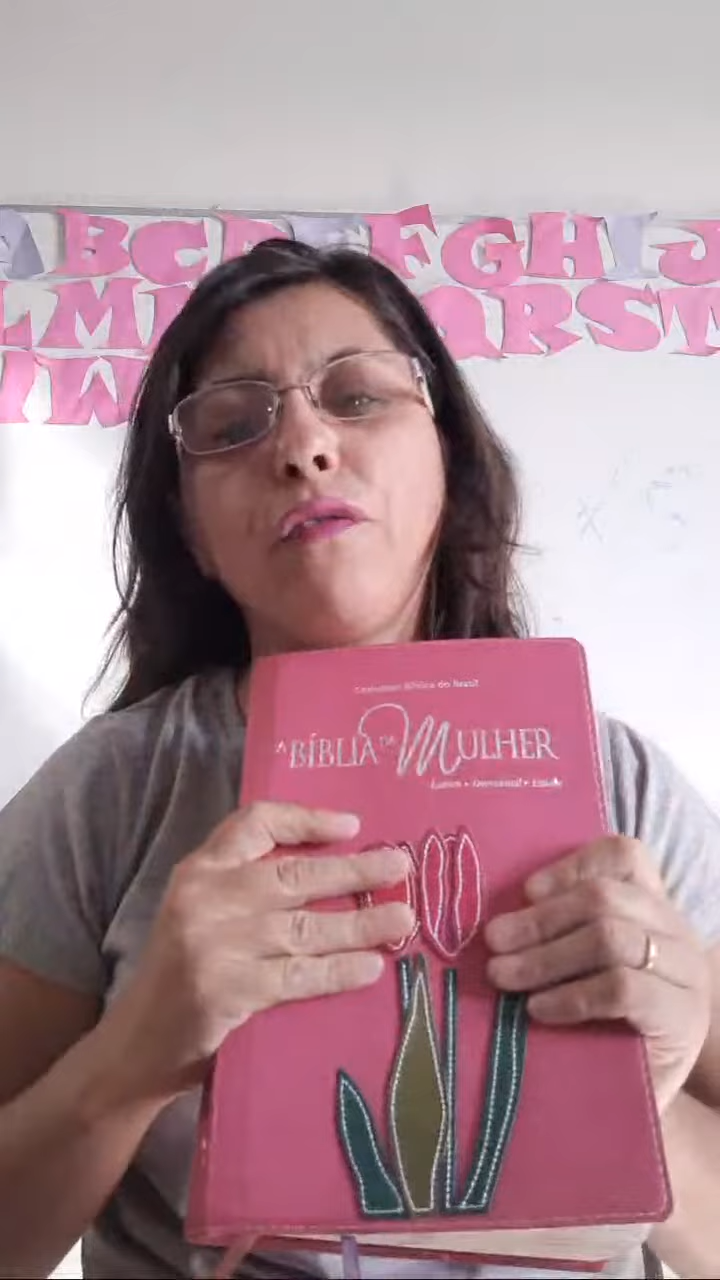 A B C D E F G H I J
L M N Q R S T
W
Sociedade Bíblica do Brasil
A BÍBLIA DA MULHER
Leitura • Devocional • Estudo